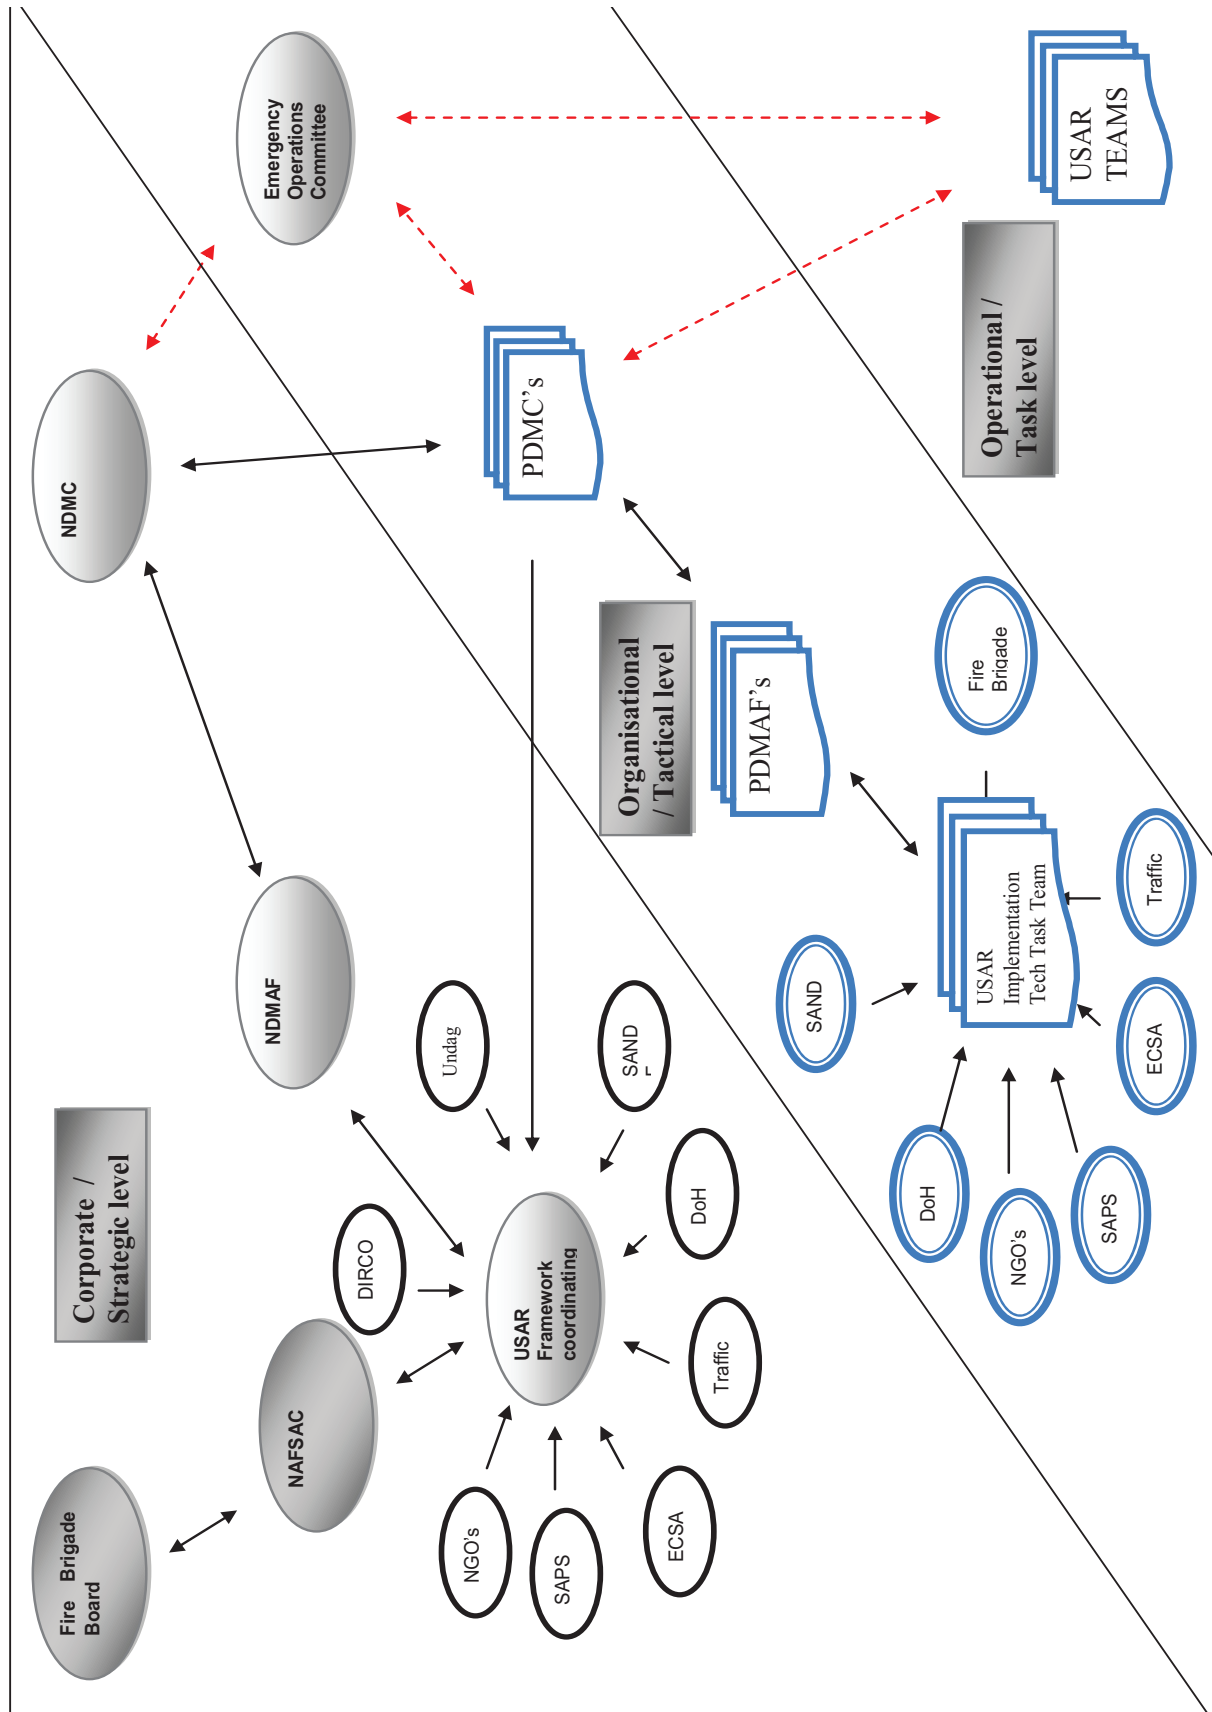 Fire  Brigade
Board
NAFSAC
Corporate /
Strategic level
NDMAF
NDMC
Emergency
Operations
Committee
DIRCO
Undag
NGO's
SAPS
ECSA
Traffic
DoH
SAND
USAR
Framework
coordinating
PDMC's
Organisational
/ Tactical level
PDMAF's
USAR
Implementation
Tech Task Team
SAND
DoH
NGO's
SAPS
ECSA
Traffic
Fire
Brigade
Operational /
Task level
USAR
TEAMS